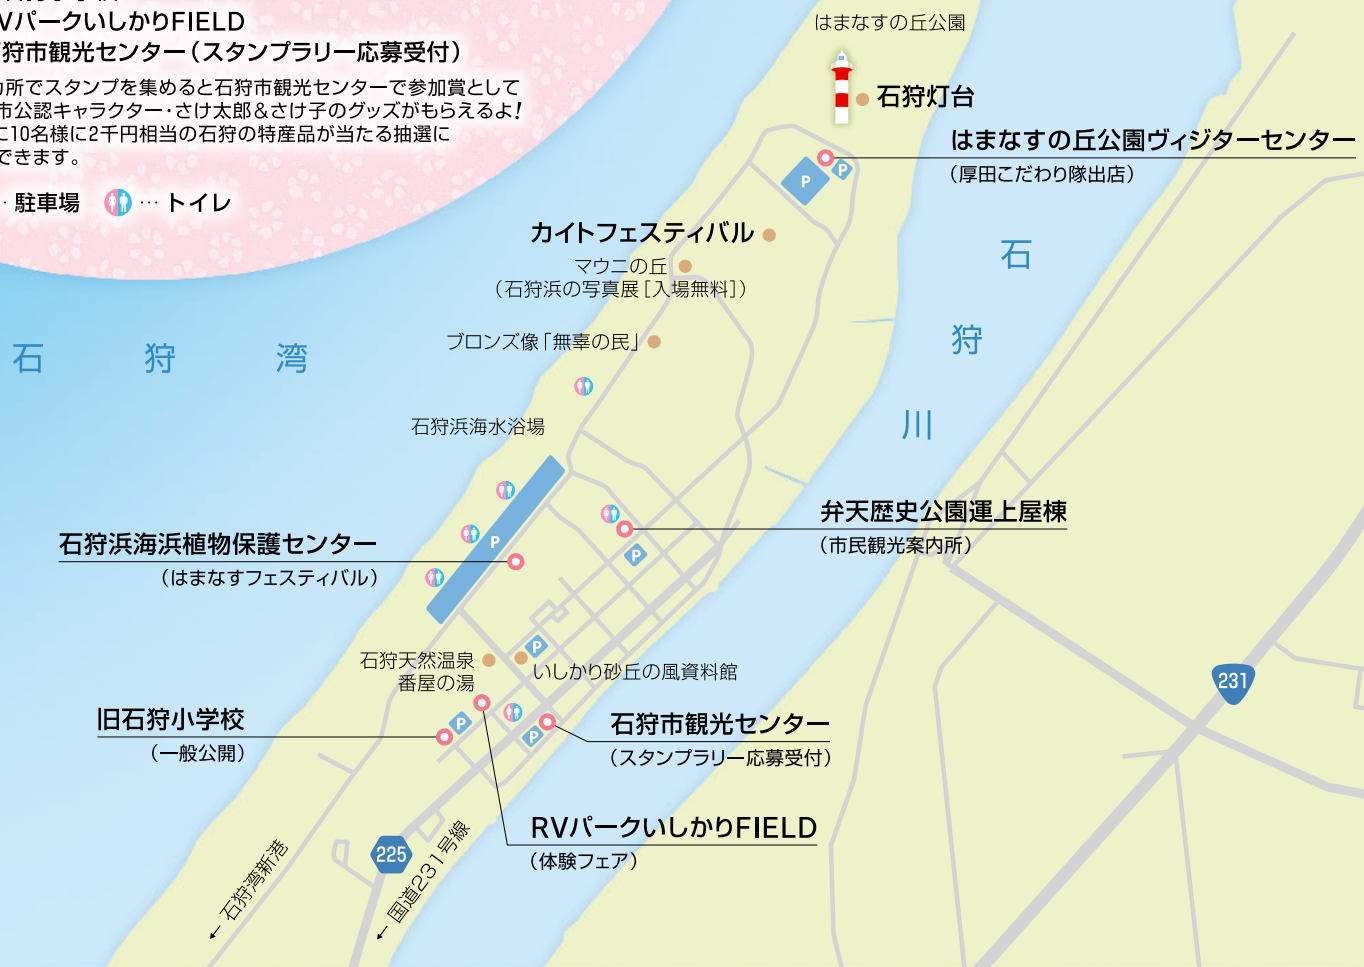 RVパークいしかりFIELD
石狩市観光センター（スタンプラリー応募受付）
所でスタンプを集めると石狩市観光センターで参加賞として
市公認キャラクター・さけ太郎＆さけ子のグッズがもらえるよ！
に10名様に2千円相当の石狩の特産品が当たる抽選に
できます。
… 駐車場 … トイレ
はまなすの丘公園
石狩灯台
はまなすの丘公園ヴィジターセンター
（厚田こだわり隊出店）
P
P
カイトフェスティバル
マウニの丘
（石狩浜の写真展［入場無料］）
石狩川
ブロンズ像「無辜の民」
石狩湾
石狩浜海水浴場
弁天歴史公園運上屋棟
（市民観光案内所）
P
P
石狩浜海浜植物保護センター
（はまなすフェスティバル）
石狩天然温泉
番屋の湯
P
いしかり砂丘の風資料館
231
旧石狩小学校
（一般公開）
P
P
石狩市観光センター
（スタンプラリー応募受付）
RVパークいしかりFIELD
（体験フェア）
225
← 石狩湾新港
← 国道231号線